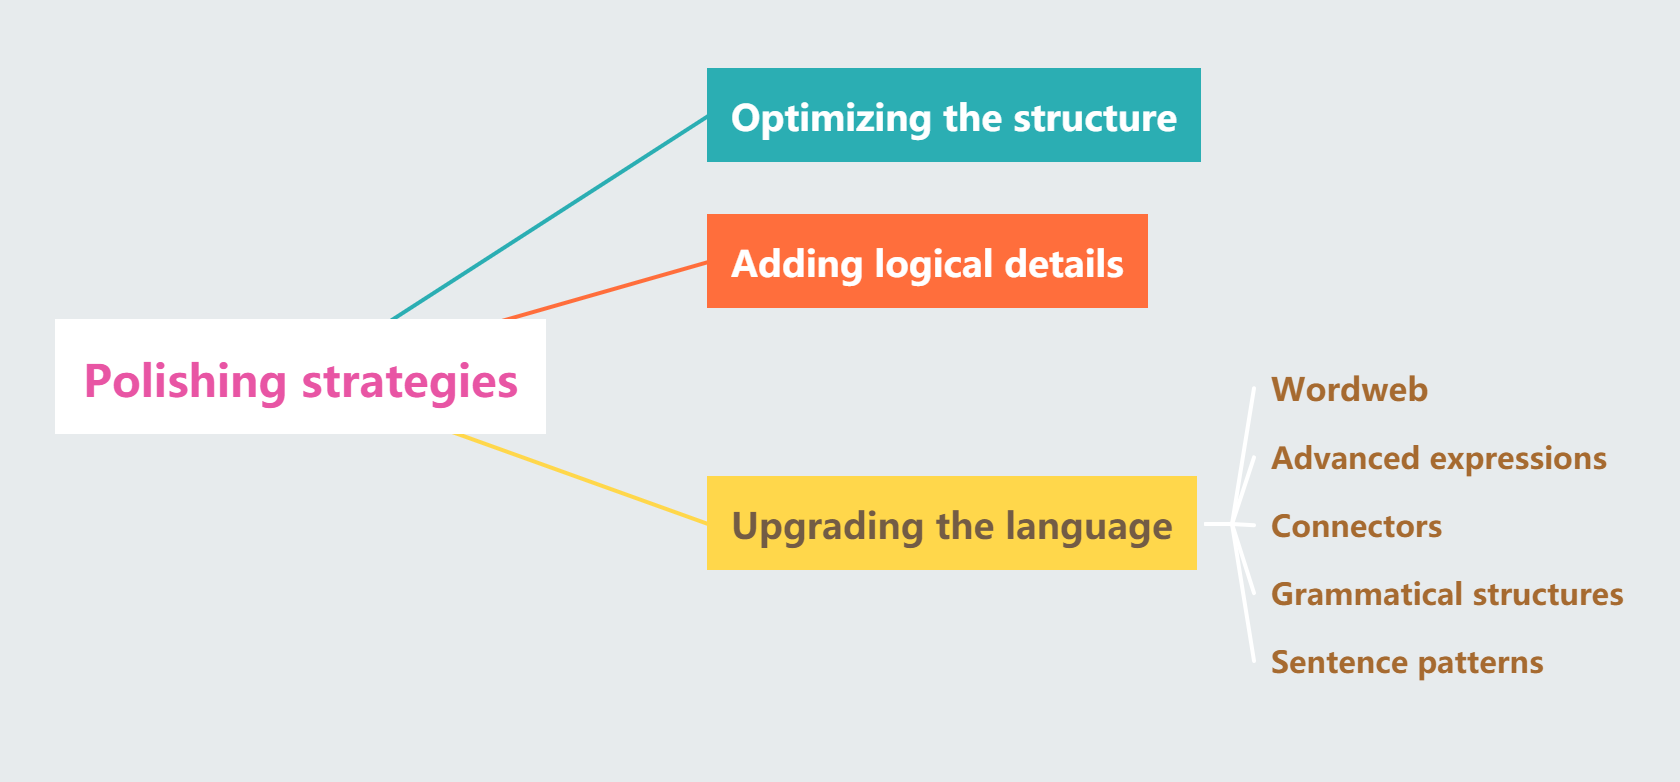 Optimizing the structure
Adding logical details
Polishing strategies
Upgrading the language
Wordweb
Advanced expressions
Connectors
Grammatical structures
Sentence patterns